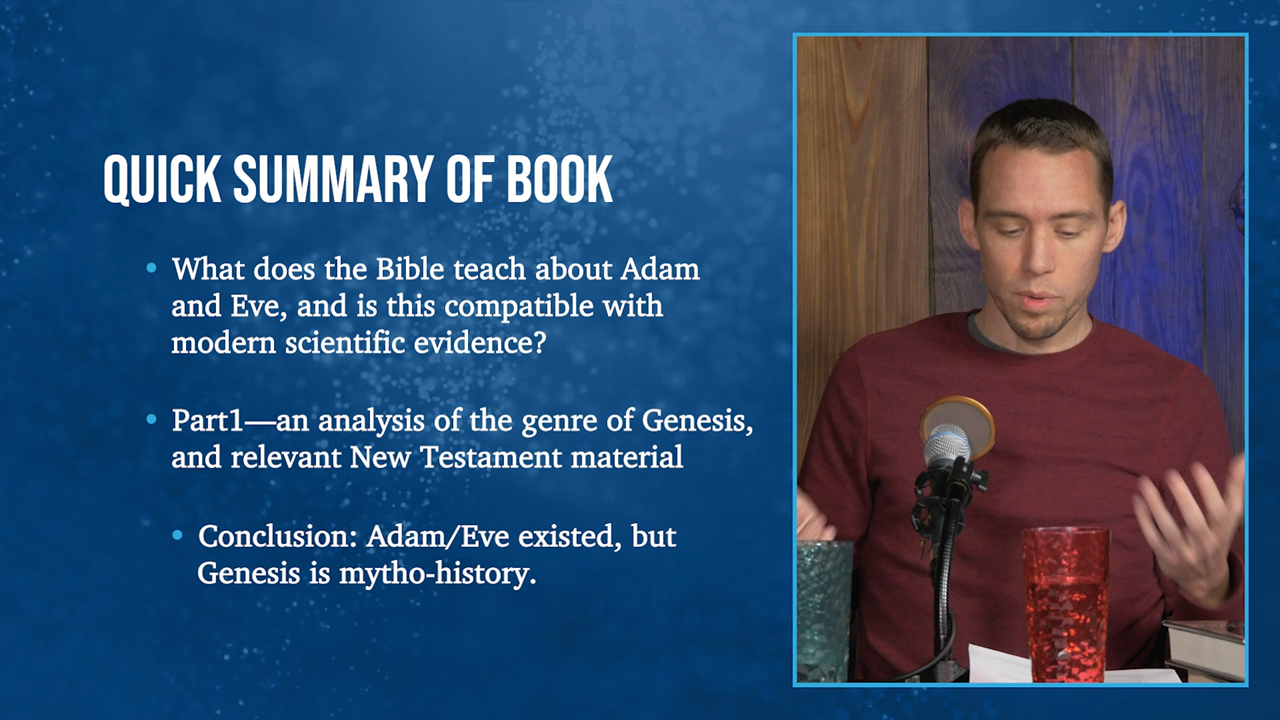 QUICK SUMMARY OF BOOK
• What does the Bible teach about Adam
and Eve, and is this compatible with
modern scientific evidence?
• Part1—an analysis of the genre of Genesis,
and relevant New Testament material
• Conclusion: Adam/Eve existed, but
Genesis is mytho-history.